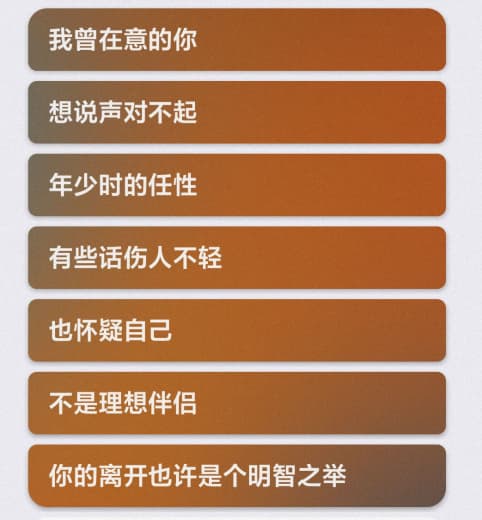 我曾在意的你
想说声对不起
年少时的任性
有些话伤人不轻
也怀疑自己
不是理想伴侣
你的离开也许是个明智之举